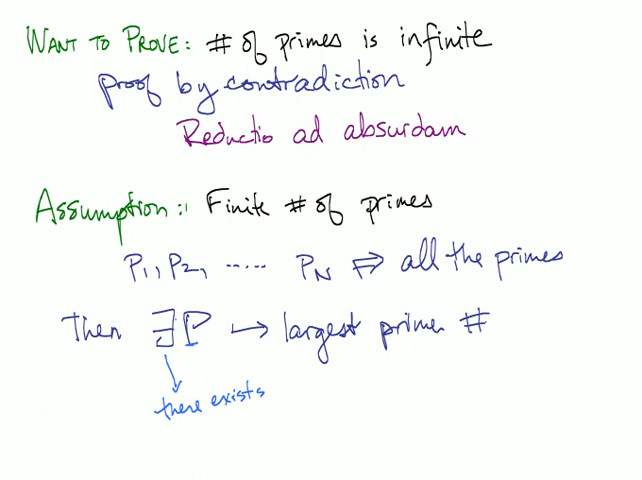 WANT TO PROVE: # of primes is infinite
proof by contradiction
Reductio ad absurdam
Assumption: Finite # of primes
P1, P2, ..... PN ⇒ all the primes
Then ∃P → largest prime #
there exists